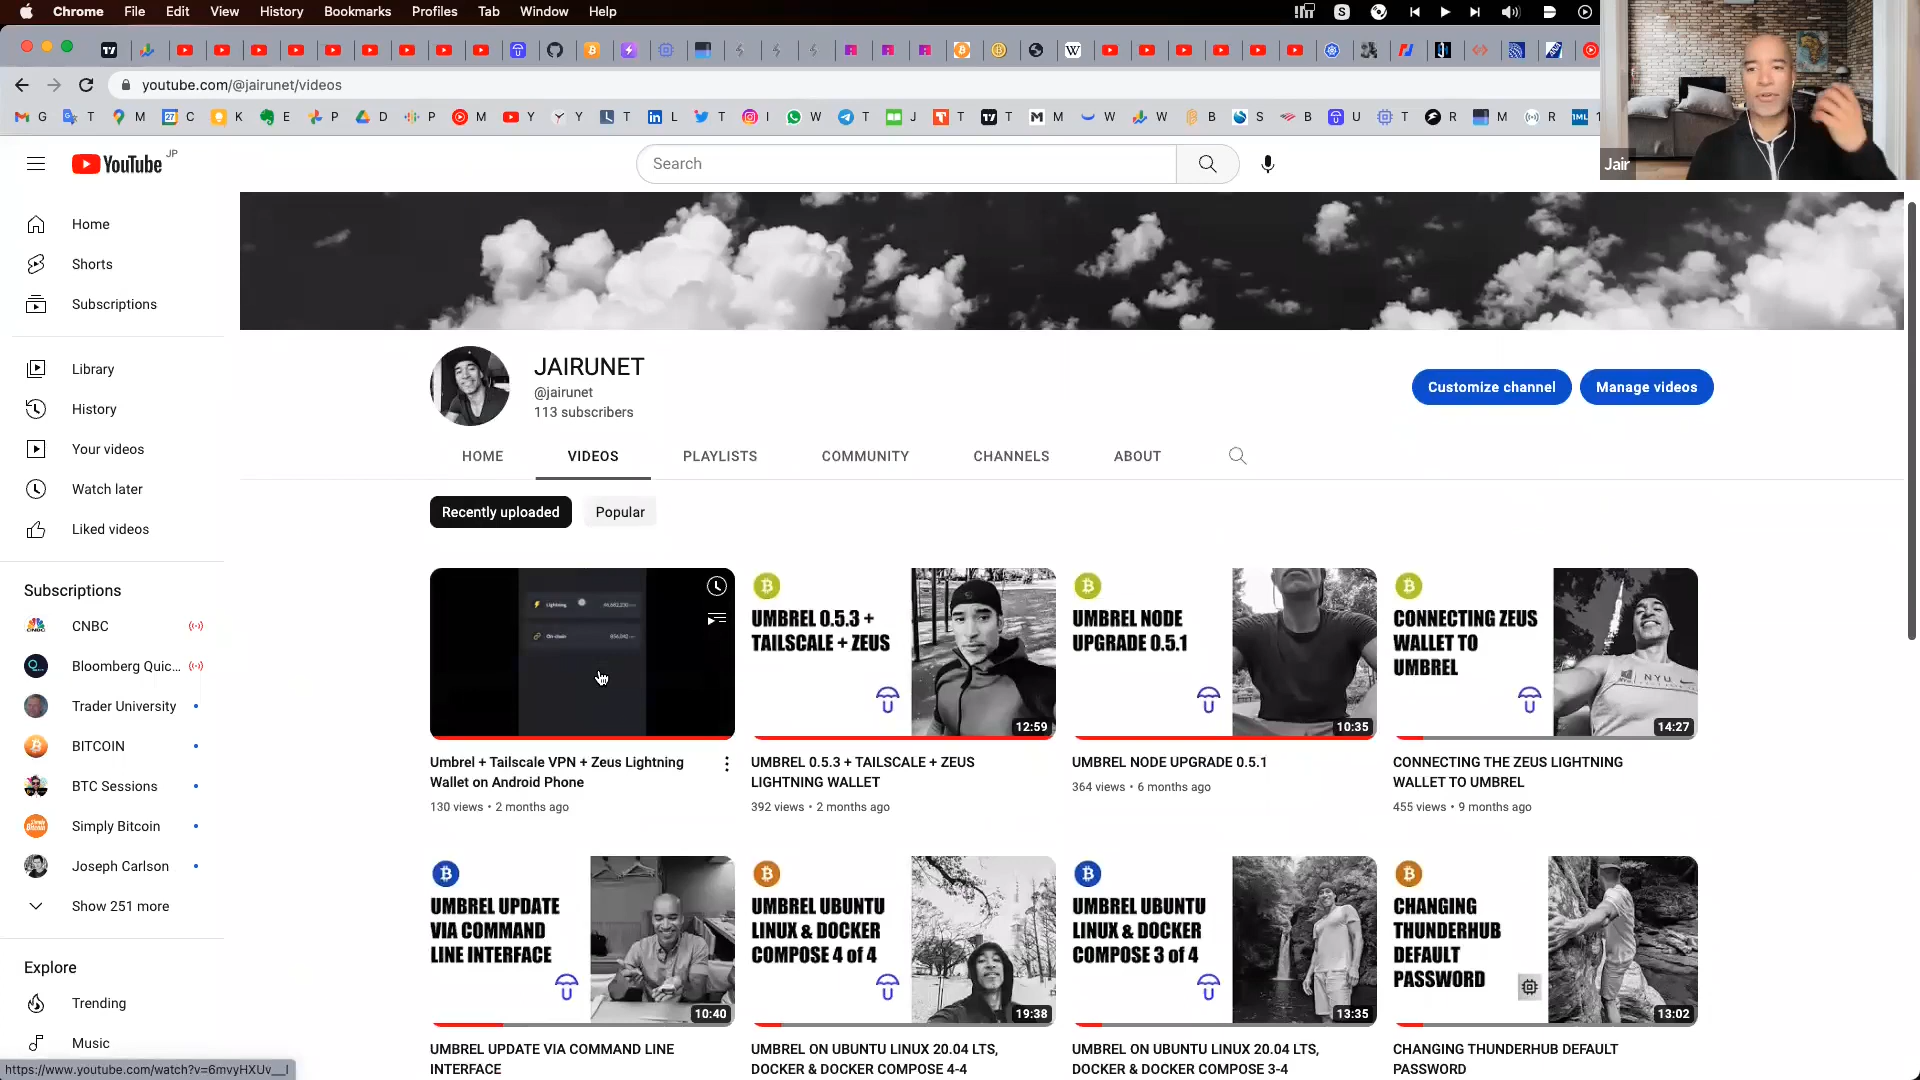 Chrome File Edit View History Bookmarks Profiles Tab Window Help
youtube.com/@jairunet/videos
G T M C K E P D P M Y Y T L T I W T J T T M W W B S B U T R M R 1ML 1
Jair
YouTube JP
Search
Home
Shorts
Subscriptions
Library
History
Your videos
Watch later
Liked videos
Subscriptions
CNBC
Bloomberg Quic...
Trader University
BITCOIN
BTC Sessions
Simply Bitcoin
Joseph Carlson
Show 251 more
Explore
Trending
Music
JAIRUNET
@jairunet
113 subscribers
Customize channel
Manage videos
HOME VIDEOS PLAYLISTS COMMUNITY CHANNELS ABOUT
Recently uploaded
Popular
Lightning
On-chain
Umbrel + Tailscale VPN + Zeus Lightning
Wallet on Android Phone
130 views • 2 months ago
UMBREL 0.5.3 +
TAILSCALE + ZEUS
12:59
UMBREL 0.5.3 + TAILSCALE + ZEUS
LIGHTNING WALLET
392 views • 2 months ago
UMBREL NODE
UPGRADE 0.5.1
10:35
UMBREL NODE UPGRADE 0.5.1
364 views • 6 months ago
CONNECTING ZEUS
WALLET TO
UMBREL
NYU
14:27
CONNECTING THE ZEUS LIGHTNING
WALLET TO UMBREL
455 views • 9 months ago
UMBREL UPDATE
VIA COMMAND
LINE INTERFACE
10:40
UMBREL UPDATE VIA COMMAND LINE
INTERFACE
UMBREL UBUNTU
LINUX & DOCKER
COMPOSE 4 of 4
19:38
UMBREL ON UBUNTU LINUX 20.04 LTS,
DOCKER & DOCKER COMPOSE 4-4
UMBREL UBUNTU
LINUX & DOCKER
COMPOSE 3 of 4
13:35
UMBREL ON UBUNTU LINUX 20.04 LTS,
DOCKER & DOCKER COMPOSE 3-4
CHANGING
THUNDERHUB
DEFAULT
PASSWORD
13:02
CHANGING THUNDERHUB DEFAULT
PASSWORD
https://www.youtube.com/watch?v=6mvyHXUv__I